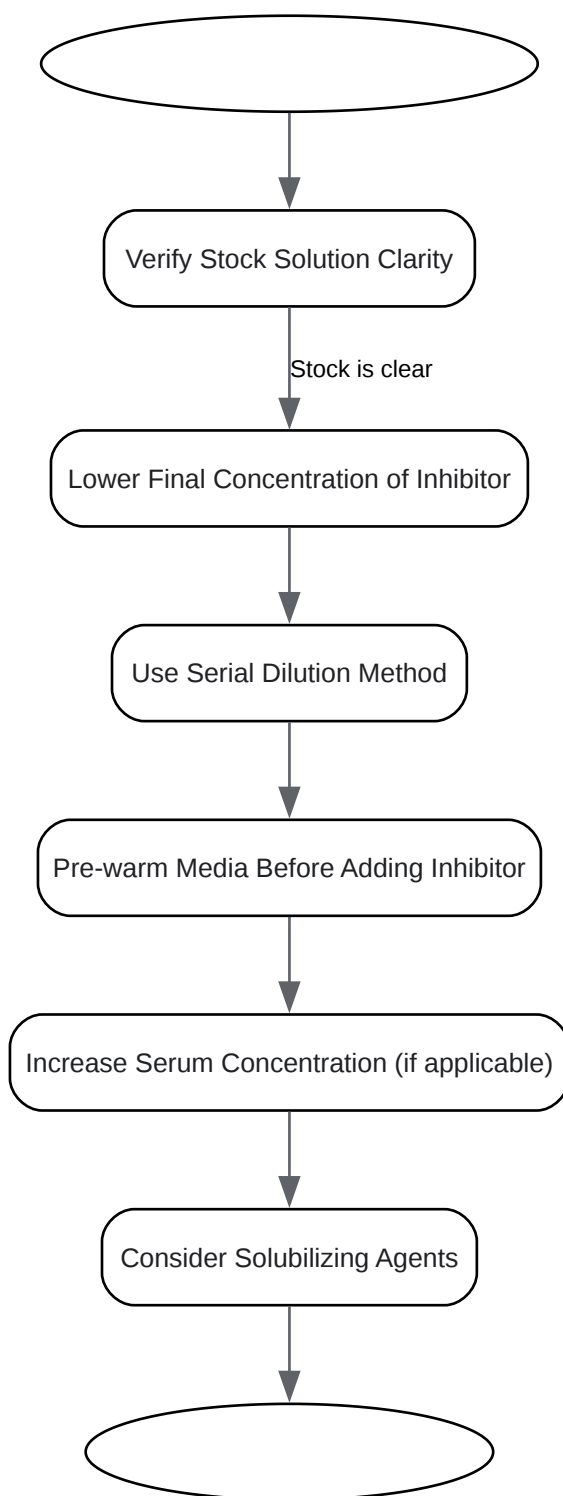 Verify Stock Solution Clarity
Stock is clear
Lower Final Concentration of Inhibitor
Use Serial Dilution Method
Pre-warm Media Before Adding Inhibitor
Increase Serum Concentration (if applicable)
Consider Solubilizing Agents